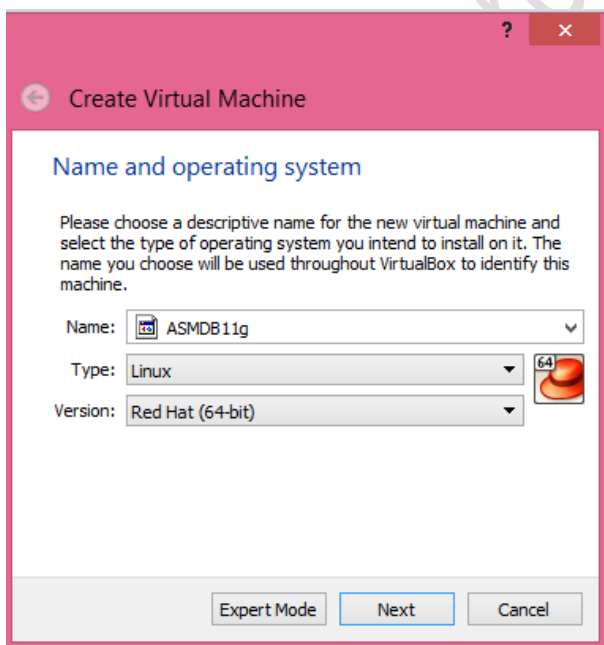 ?
Create Virtual Machine
Name and operating system
Please choose a descriptive name for the new virtual machine and
select the type of operating system you intend to install on it. The
name you choose will be used throughout VirtualBox to identify this
machine.
Name: ASMDB11g
Type: Linux
64
Version: Red Hat (64-bit)
Expert Mode Next Cancel